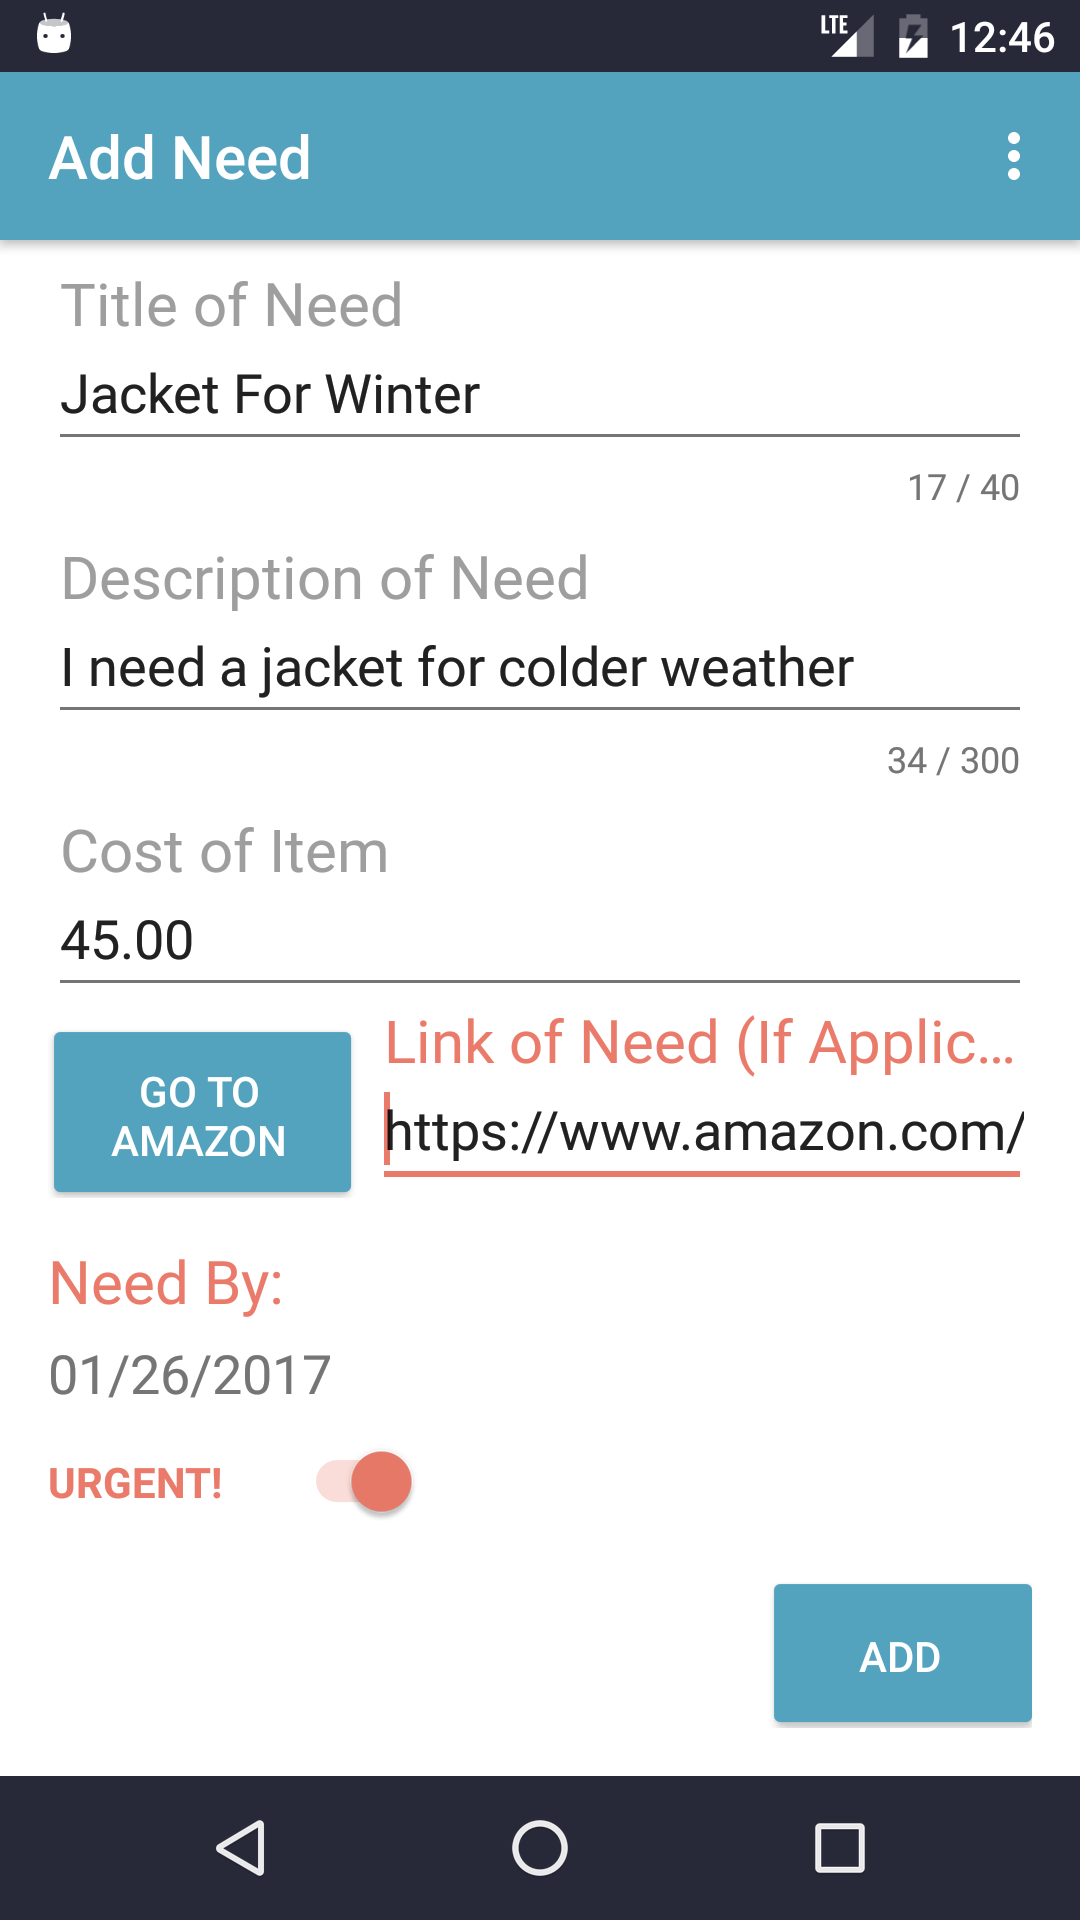 LTE 12:46
Add Need
Title of Need
Jacket For Winter
17 / 40
Description of Need
I need a jacket for colder weather
34 / 300
Cost of Item
45.00
GO TO
AMAZON
Link of Need (If Applic...
https://www.amazon.com/
Need By:
01/26/2017
URGENT!
ADD